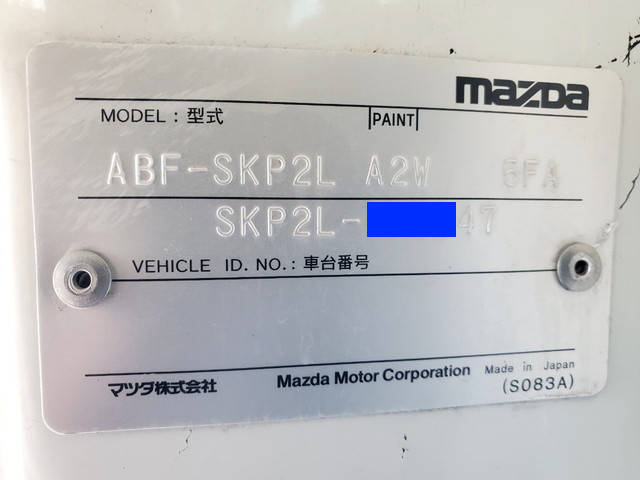 mazDa
MODEL : 型式 PAINT
ABF-SKP2L A2W 5FA
SKP2L- 47
VEHICLE ID. NO. : 車台番号
マツダ株式会社 Mazda Motor Corporation Made in Japan
(S083A)